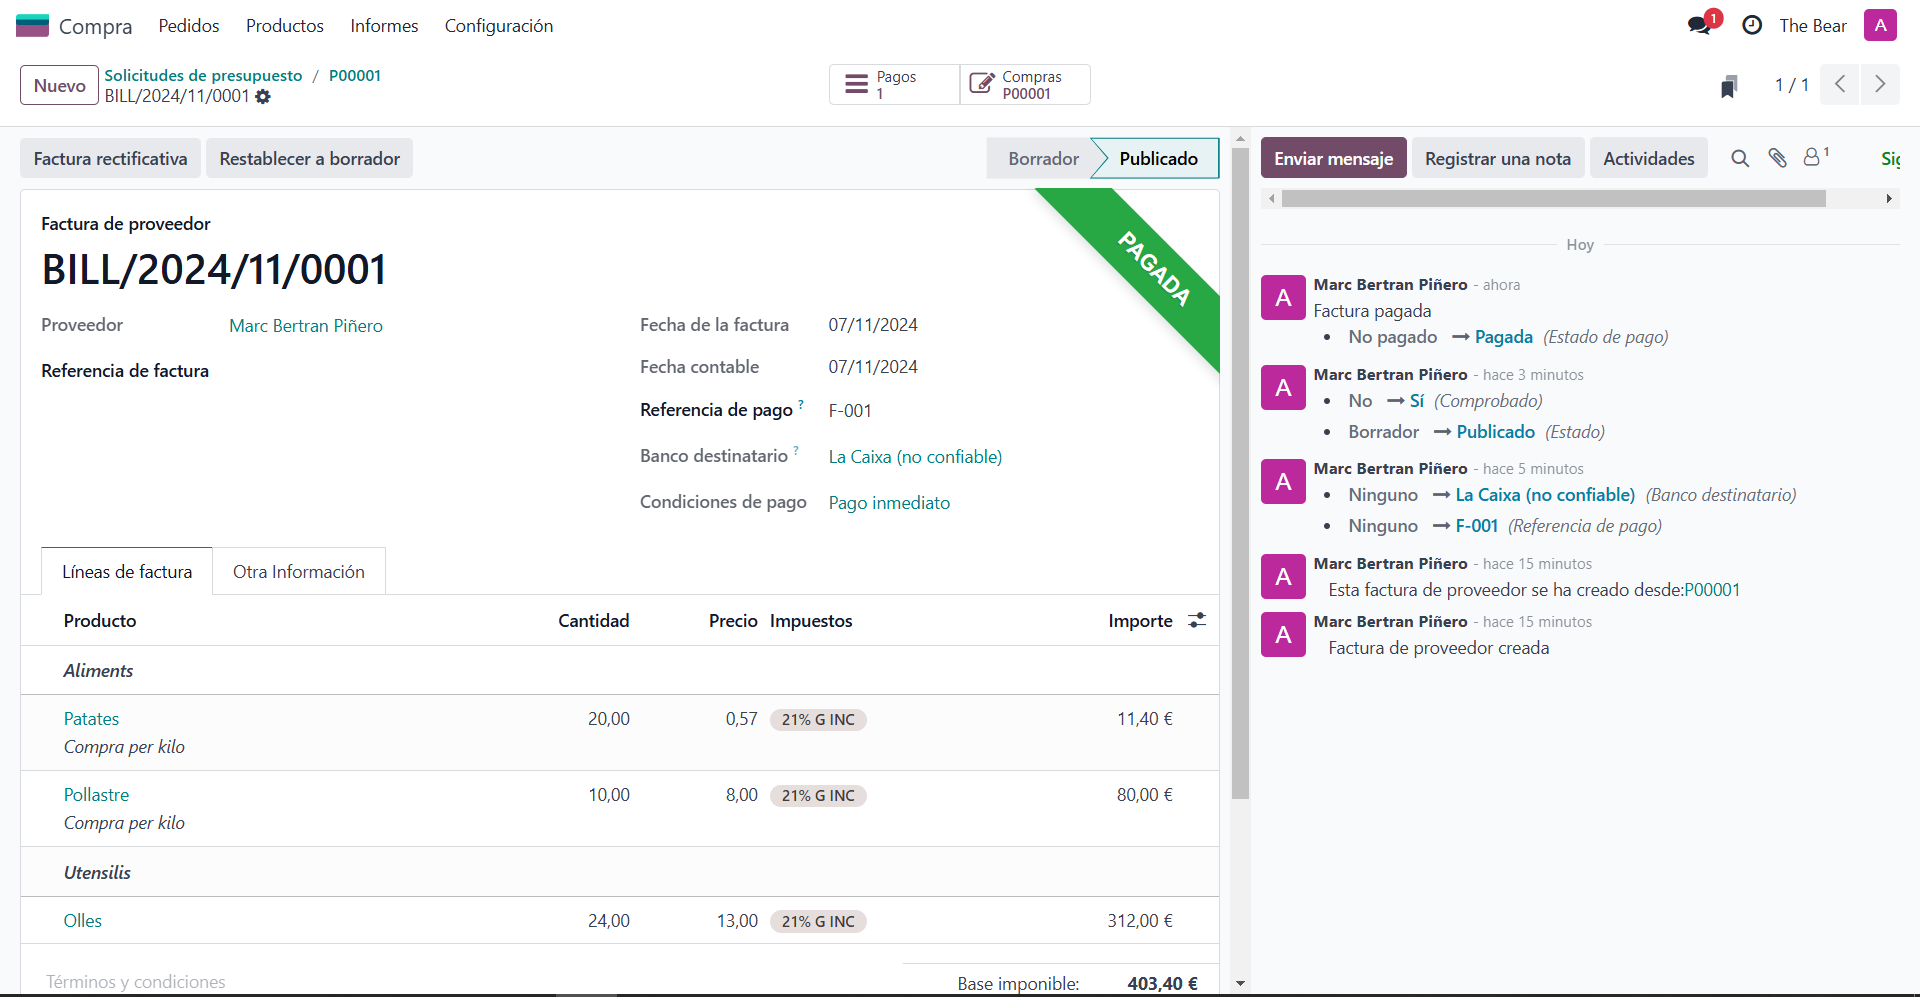 Compra
Pedidos
Productos
Informes
Configuración
1
The Bear
A
Nuevo
Solicitudes de presupuesto / P00001
BILL/2024/11/0001
Pagos
1
Compras
P00001
1 / 1
Factura rectificativa
Restablecer a borrador
Borrador
Publicado
Enviar mensaje
Registrar una nota
Actividades
1
PAGADA
Factura de proveedor
BILL/2024/11/0001
Proveedor
Marc Bertran Piñero
Referencia de factura
Fecha de la factura
07/11/2024
Fecha contable
07/11/2024
Referencia de pago ?
F-001
Banco destinatario ?
La Caixa (no confiable)
Condiciones de pago
Pago inmediato
Líneas de factura
Otra Información
Producto Cantidad Precio Impuestos Importe
Aliments
Patates 20,00 0,57 21% G INC 11,40 €
Compra per kilo
Pollastre 10,00 8,00 21% G INC 80,00 €
Compra per kilo
Utensilis
Olles 24,00 13,00 21% G INC 312,00 €
Términos y condiciones
Base imponible: 403,40 €
Hoy
A
Marc Bertran Piñero - ahora
Factura pagada
• No pagado → Pagada (Estado de pago)
A
Marc Bertran Piñero - hace 3 minutos
• No → Sí (Comprobado)
• Borrador → Publicado (Estado)
A
Marc Bertran Piñero - hace 5 minutos
• Ninguno → La Caixa (no confiable) (Banco destinatario)
• Ninguno → F-001 (Referencia de pago)
A
Marc Bertran Piñero - hace 15 minutos
Esta factura de proveedor se ha creado desde:P00001
A
Marc Bertran Piñero - hace 15 minutos
Factura de proveedor creada